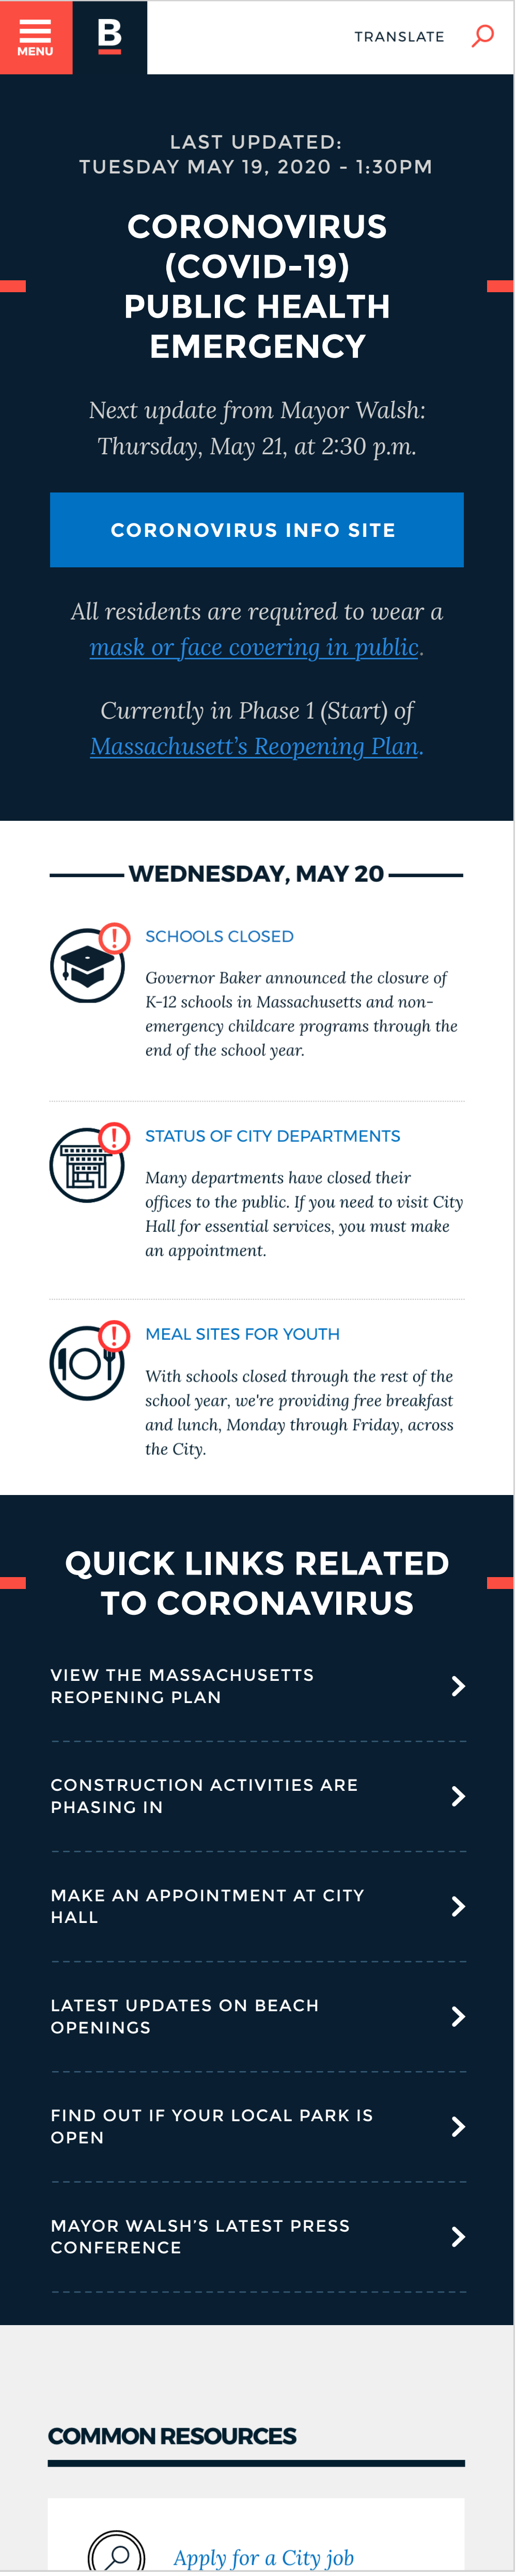 MENU
B
TRANSLATE
LAST UPDATED:
TUESDAY MAY 19, 2020 - 1:30PM
CORONOVIRUS
(COVID-19)
PUBLIC HEALTH
EMERGENCY
Next update from Mayor Walsh:
Thursday, May 21, at 2:30 p.m.
CORONOVIRUS INFO SITE
All residents are required to wear a
mask or face covering in public.
Currently in Phase 1 (Start) of
Massachusett’s Reopening Plan.
WEDNESDAY, MAY 20
SCHOOLS CLOSED
Governor Baker announced the closure of
K-12 schools in Massachusetts and non-
emergency childcare programs through the
end of the school year.
STATUS OF CITY DEPARTMENTS
Many departments have closed their
offices to the public. If you need to visit City
Hall for essential services, you must make
an appointment.
MEAL SITES FOR YOUTH
With schools closed through the rest of the
school year, we're providing free breakfast
and lunch, Monday through Friday, across
the City.
QUICK LINKS RELATED
TO CORONAVIRUS
VIEW THE MASSACHUSETTS
REOPENING PLAN
CONSTRUCTION ACTIVITIES ARE
PHASING IN
MAKE AN APPOINTMENT AT CITY
HALL
LATEST UPDATES ON BEACH
OPENINGS
FIND OUT IF YOUR LOCAL PARK IS
OPEN
MAYOR WALSH’S LATEST PRESS
CONFERENCE
COMMON RESOURCES
Apply for a City job